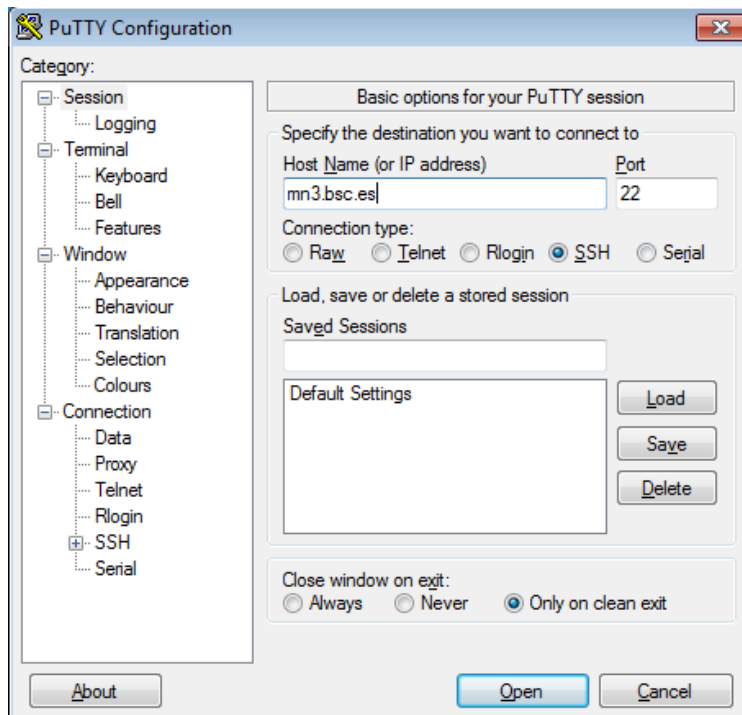 PuTTY Configuration
Category:
Session
Logging
Terminal
Keyboard
Bell
Features
Window
Appearance
Behaviour
Translation
Selection
Colours
Connection
Data
Proxy
Telnet
Rlogin
SSH
Serial
Basic options for your PuTTY session
Specify the destination you want to connect to
Host Name (or IP address) Port
mn3.bsc.es 22
Connection type:
Raw Telnet Rlogin SSH Serial
Load, save or delete a stored session
Saved Sessions
Default Settings
Load
Save
Delete
Close window on exit:
Always Never Only on clean exit
About Open Cancel